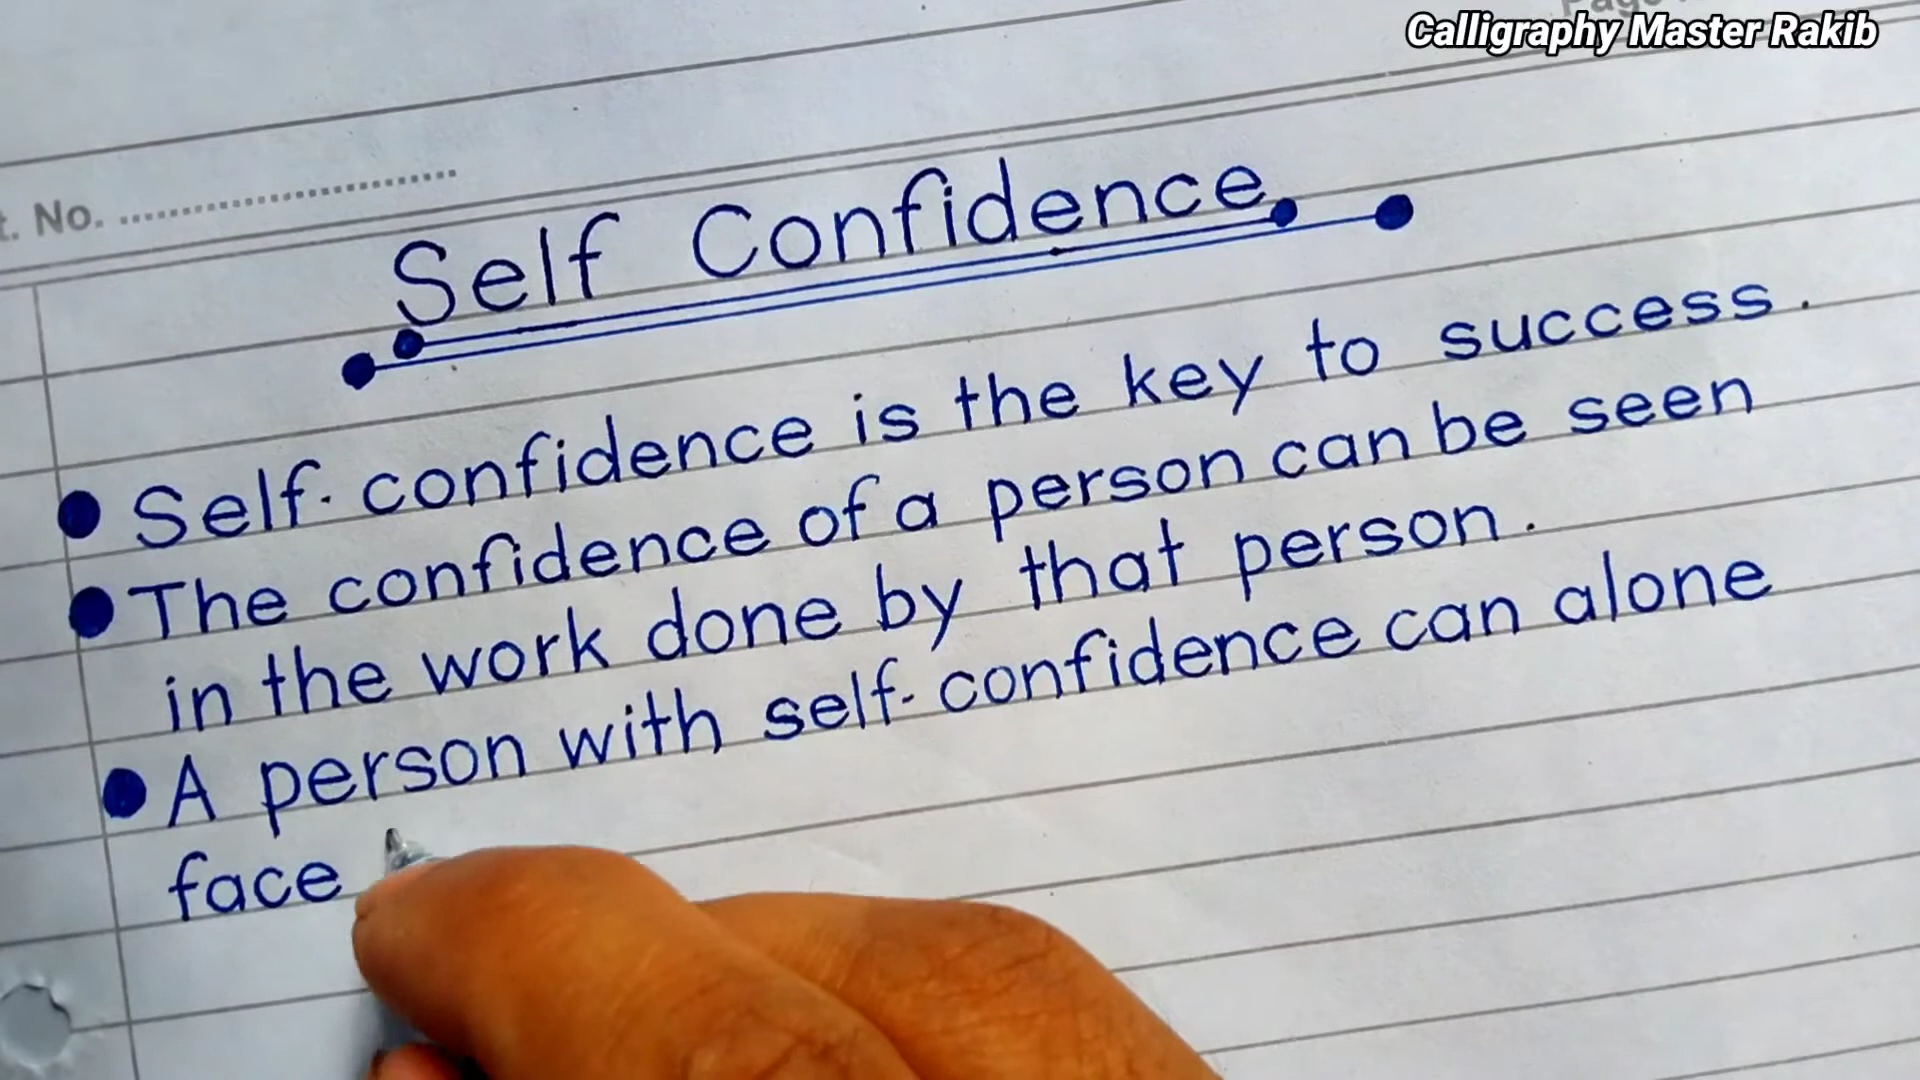 Calligraphy Master Rakib
t. No. ..............................
Self Confidence
Self-confidence is the key to success.
The confidence of a person can be seen
in the work done by that person.
A person with self-confidence can alone
face